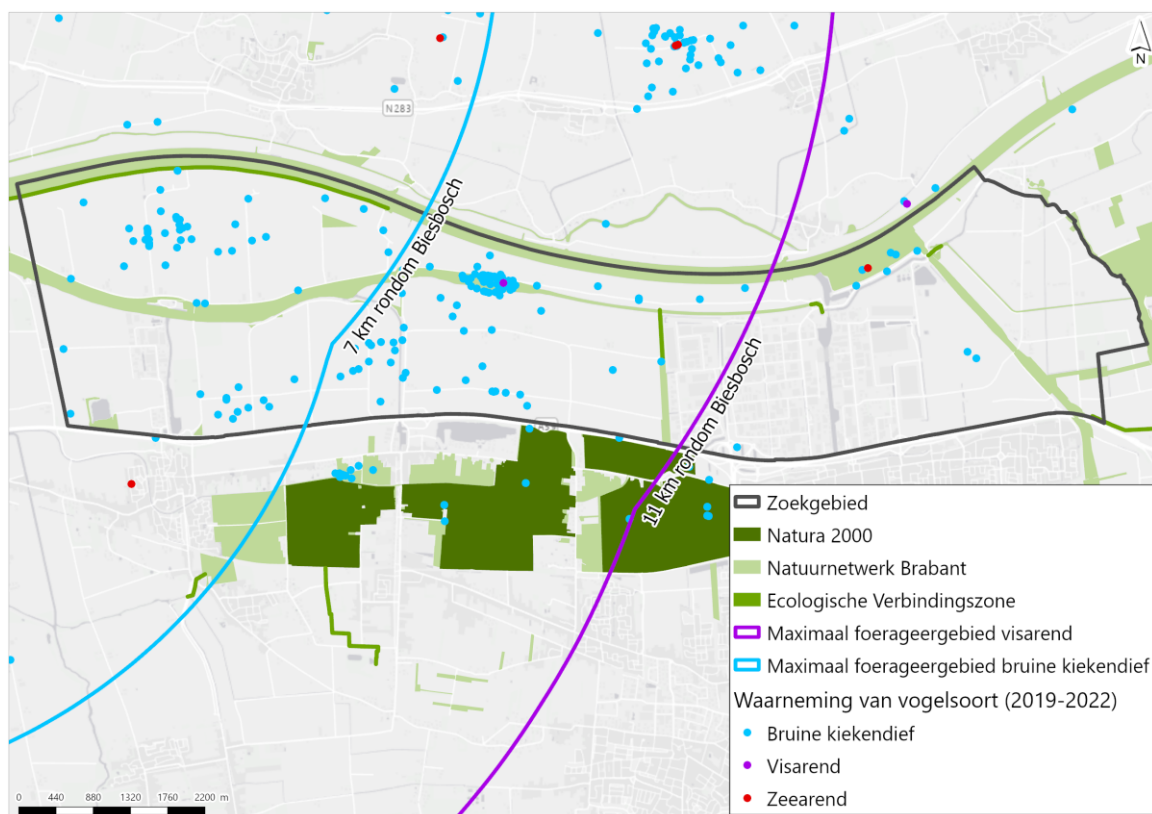 N
N283
7 km rondom Biesbosch
11 km rondom Biesbosch
Zoekgebied
Natura 2000
Natuurnetwerk Brabant
Ecologische Verbindingszone
Maximaal foerageergebied visarend
Maximaal foerageergebied bruine kiekendief
Waarneming van vogelsoort (2019-2022)
Bruine kiekendief
Visarend
Zeearend
0 440 880 1320 1760 2200 m